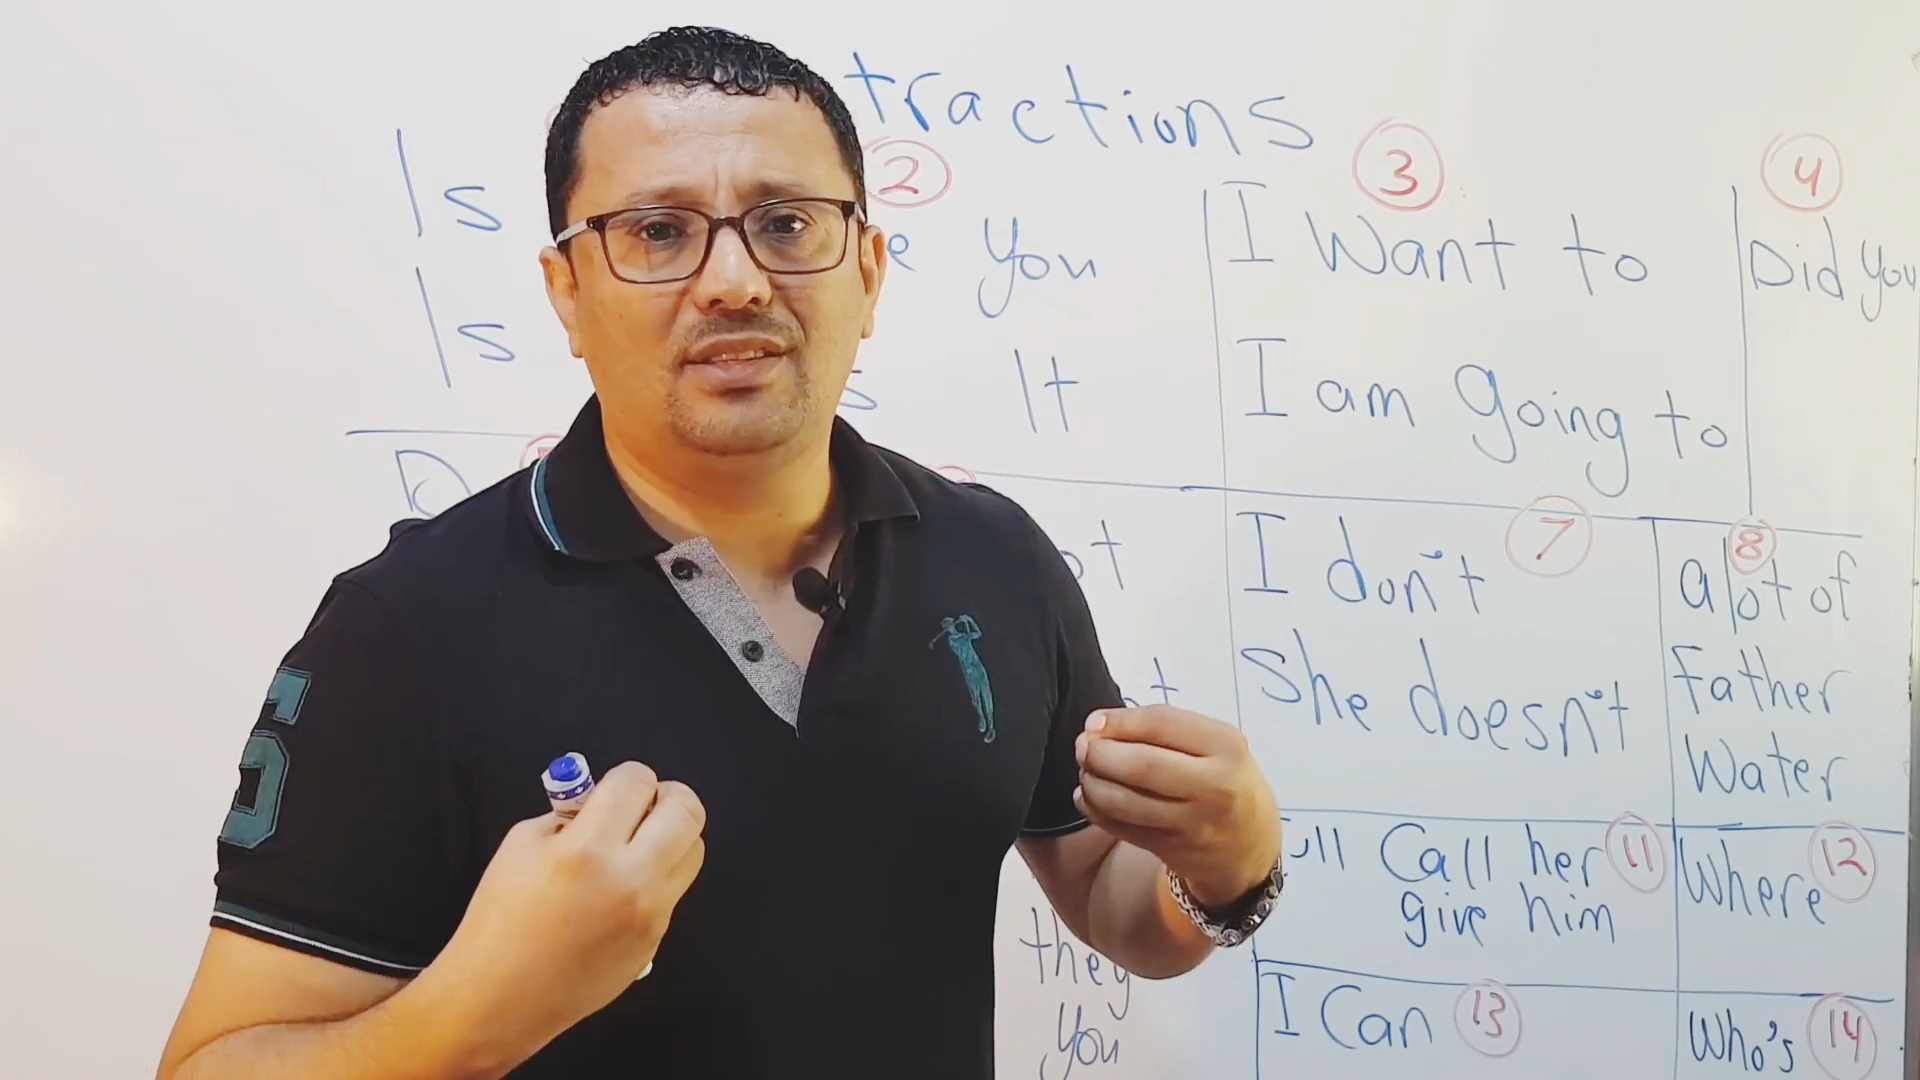 tractions
2
3
4
Is
you
I want to
Did you
Is
It
I am going to
I don't
7
8
a lot of
She doesn't
Father
Water
Call her
11
Where
12
give him
they
I Can
13
you
Who's
14